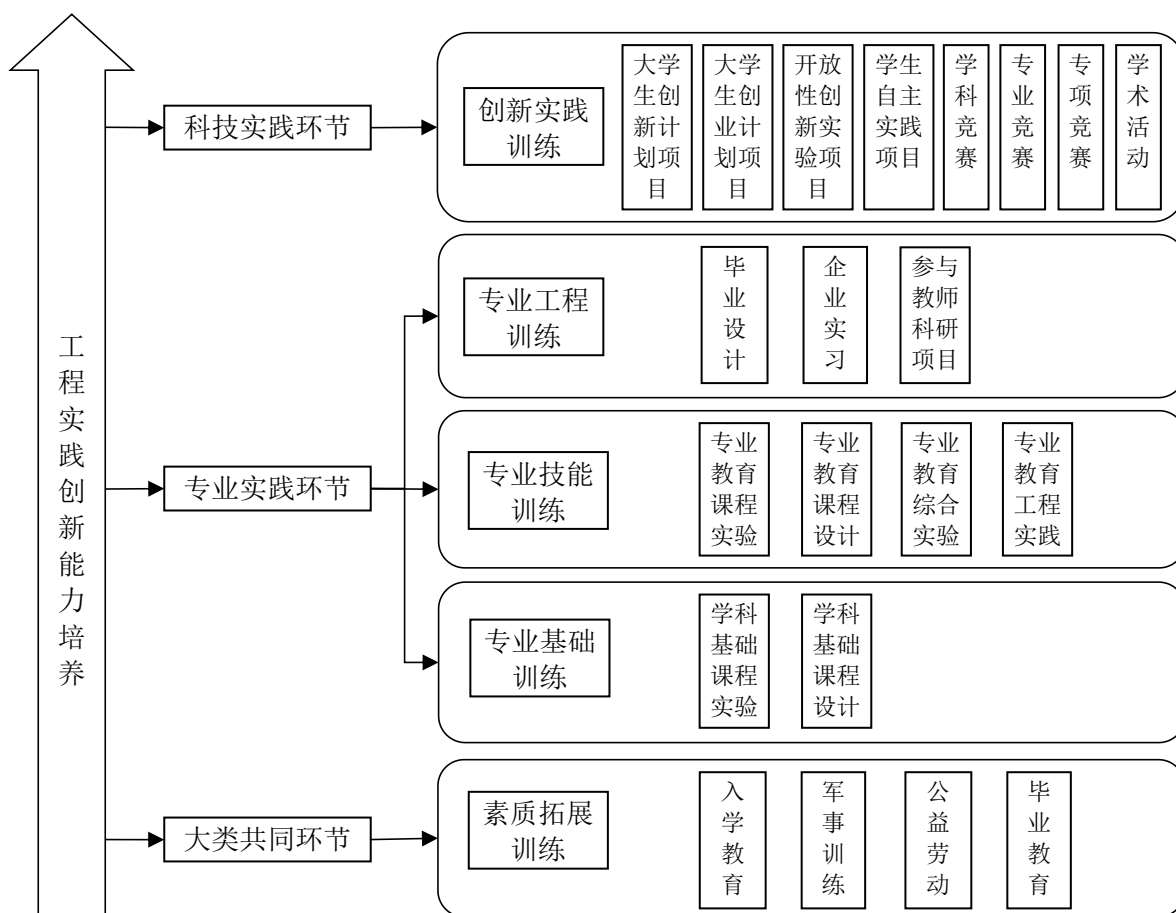 工程实践创新能力培养
科技实践环节
创新实践
训练
大学
生创
新计
划项
目
大学
生创
业计
划项
目
开放
性创
新实
验项
目
学生
自主
实践
项目
学科竞赛
专业竞赛
专项竞赛
学术活动
专业实践环节
专业工程
训练
毕业设计
企业实习
参与
教师
科研
项目
专业技能
训练
专业
教育
课程
实验
专业
教育
课程
设计
专业
教育
综合
实验
专业
教育
工程
实践
专业基础
训练
学科
基础
课程
实验
学科
基础
课程
设计
大类共同环节
素质拓展
训练
入学教育
军事训练
公益劳动
毕业教育